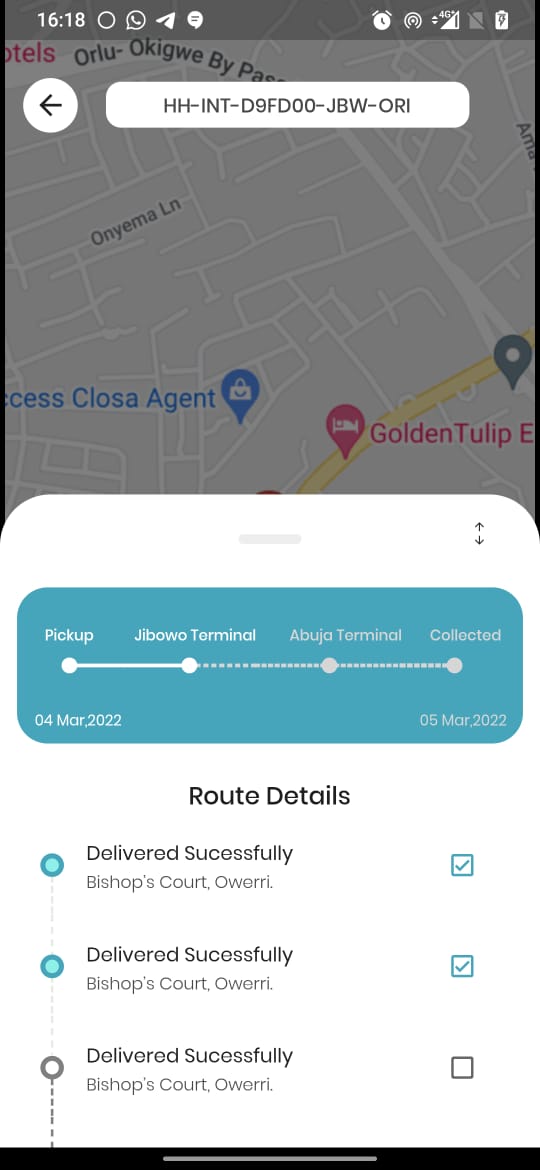 16:18
4G+
otels
Orlu- Okigwe By Pass
HH-INT-D9FD00-JBW-ORI
Ama
Onyema Ln
ccess Closa Agent
GoldenTulip E
Pickup Jibowo Terminal Abuja Terminal Collected
04 Mar,2022 05 Mar,2022
Route Details
Delivered Sucessfully
Bishop's Court, Owerri.
Delivered Sucessfully
Bishop's Court, Owerri.
Delivered Sucessfully
Bishop's Court, Owerri.